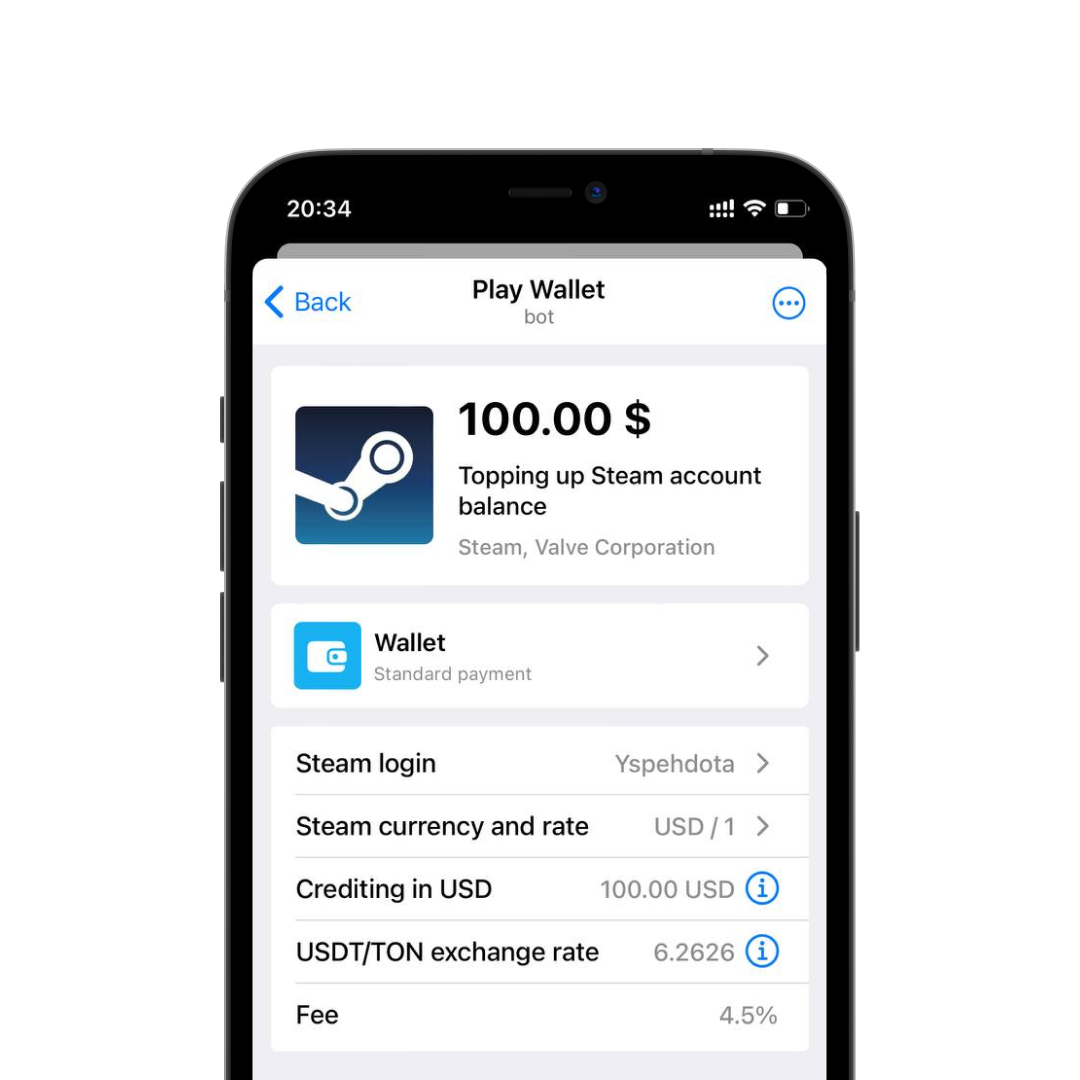 20:34
Back
Play Wallet
bot
100.00 $
Topping up Steam account
balance
Steam, Valve Corporation
Wallet
Standard payment
Steam login Yspehdota
Steam currency and rate USD / 1
Crediting in USD 100.00 USD
USDT/TON exchange rate 6.2626
Fee 4.5%